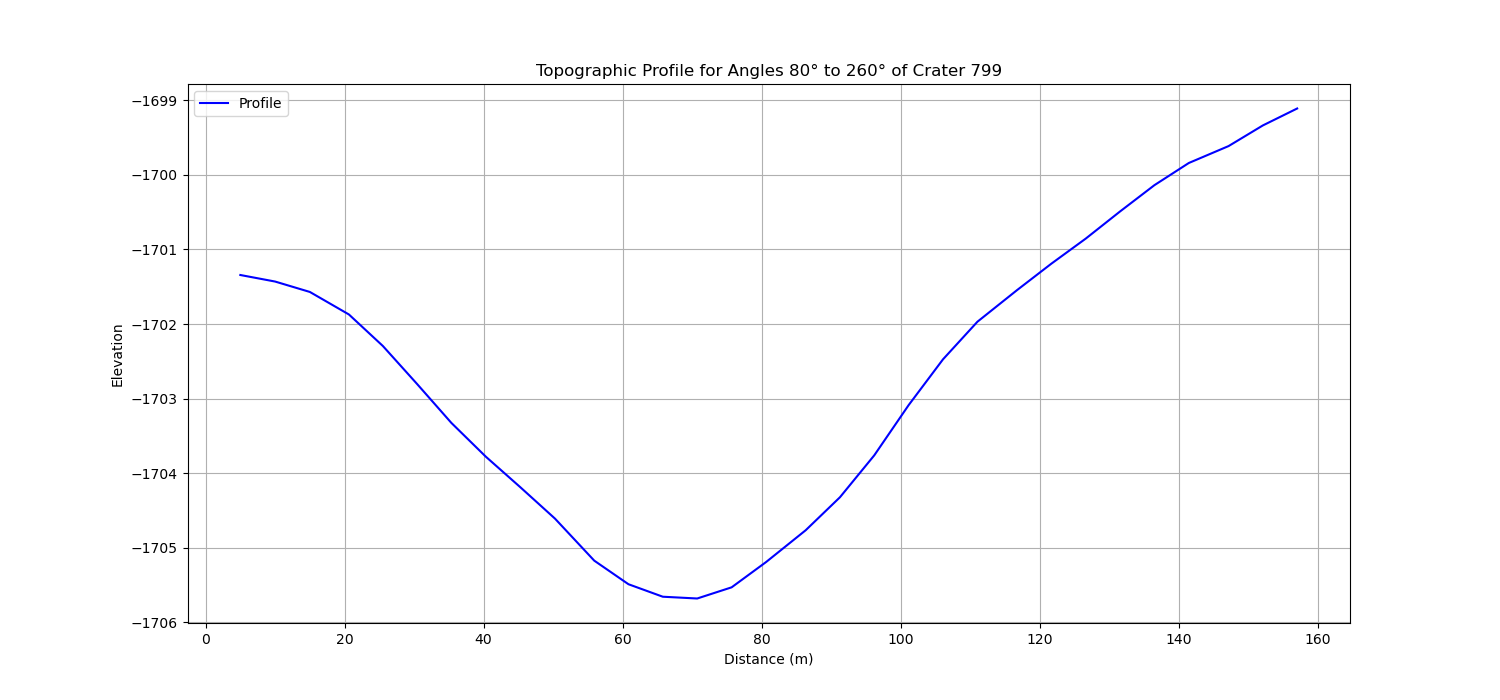 Topographic Profile for Angles 80° to 260° of Crater 799
Profile
−1699
−1700
−1701
−1702
−1703
−1704
−1705
−1706
Elevation
0 20 40 60 80 100 120 140 160
Distance (m)